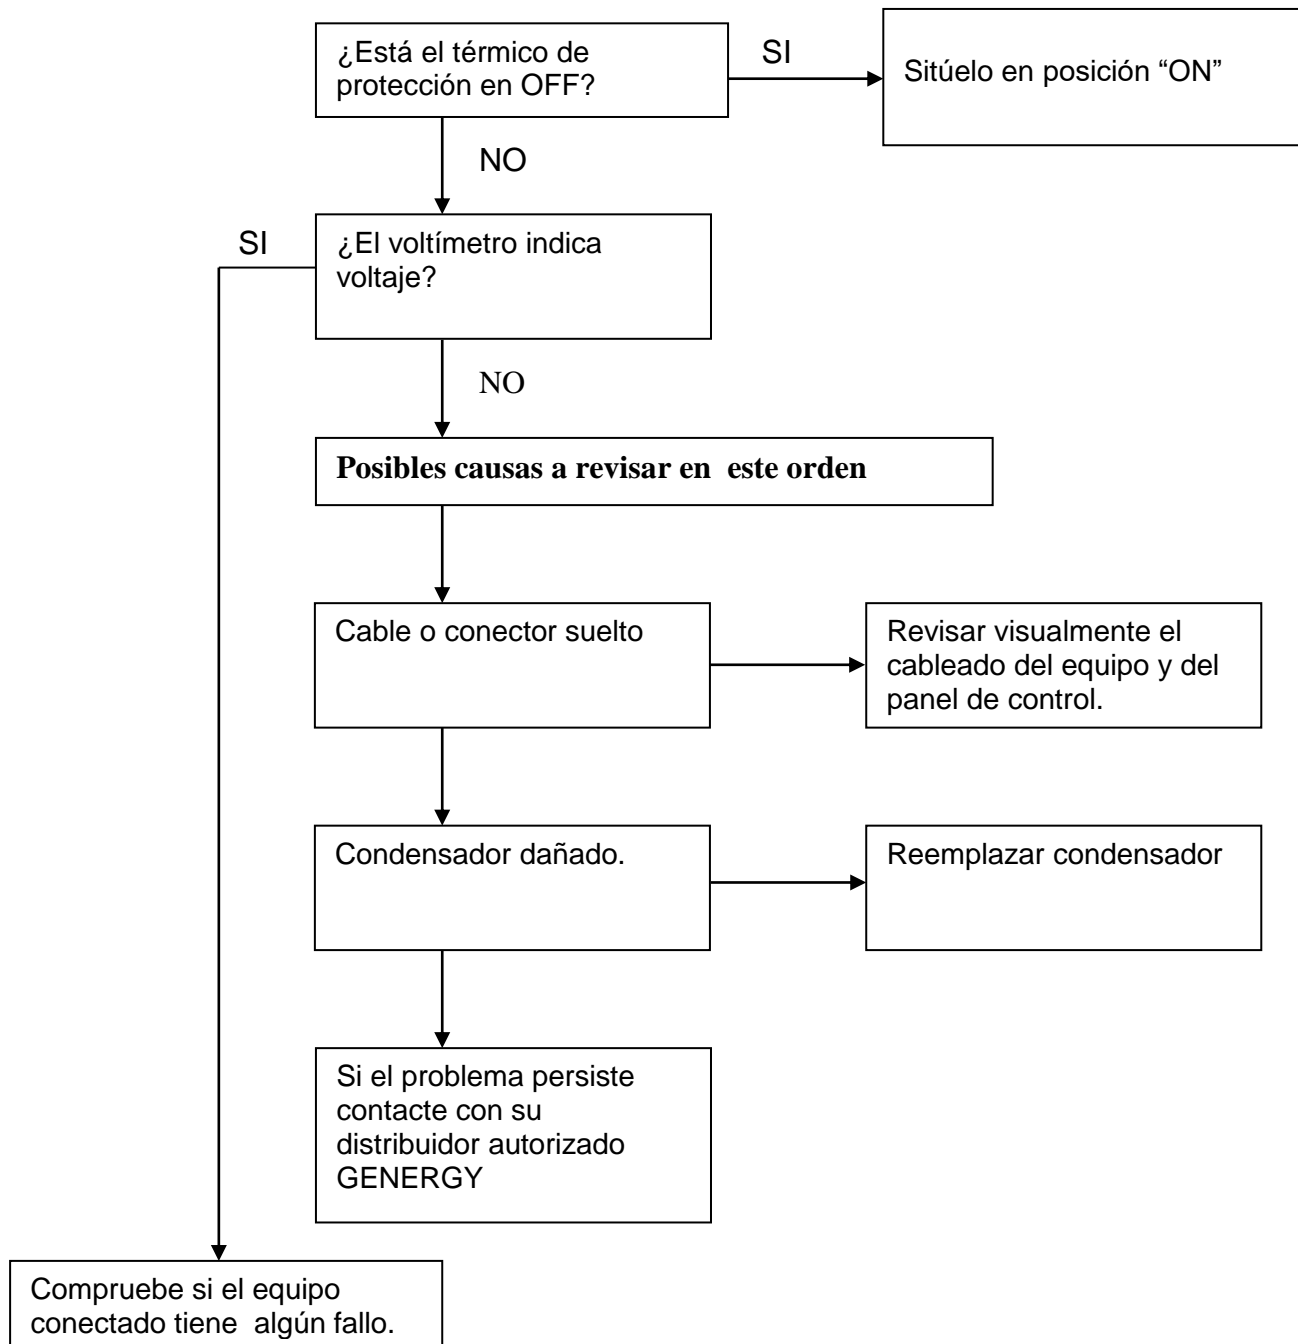 ¿Está el térmico de
protección en OFF?
SI
Sitúelo en posición “ON”
NO
SI
¿El voltímetro indica
voltaje?
NO
Posibles causas a revisar en  este orden
Cable o conector suelto
Revisar visualmente el
cableado del equipo y del
panel de control.
Condensador dañado.
Reemplazar condensador
Si el problema persiste
contacte con su
distribuidor autorizado
GENERGY
Compruebe si el equipo
conectado tiene  algún fallo.